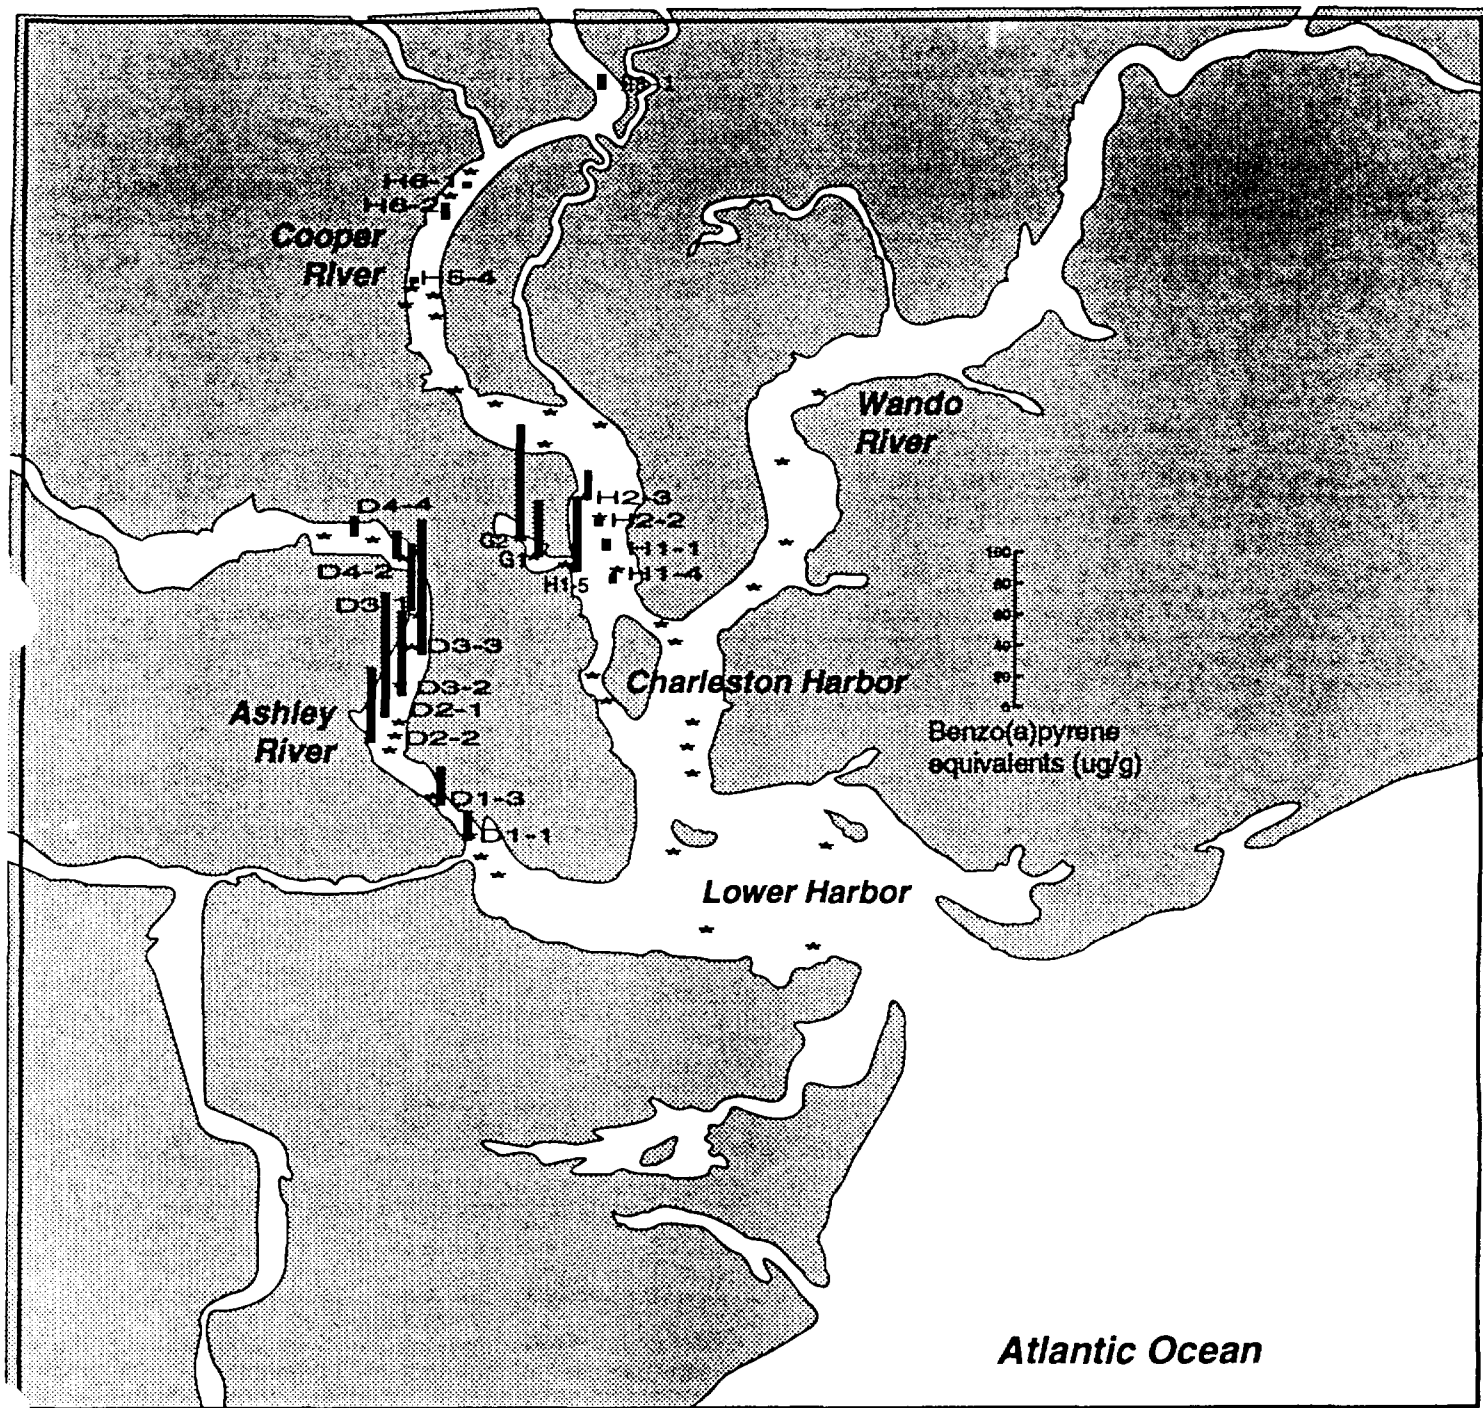 H6-1
H6-2
Cooper
River
H5-4
Wando
River
D4-4
H2-3
H2-2
G2
H1-1
G1
H1-4
H1-5
D4-2
D3-1
D3-3
D3-2
D2-1
D2-2
Ashley
River
Charleston Harbor
100
80
60
40
20
0
Benzo(a)pyrene
equivalents (ug/g)
D1-3
D1-1
Lower Harbor
Atlantic Ocean